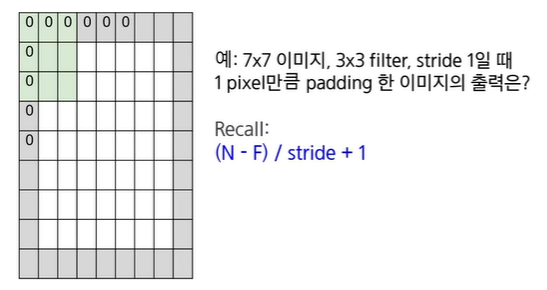 0 0 0 0 0 0
0
0
0
0
예: 7x7 이미지, 3x3 filter, stride 1일 때
1 pixel만큼 padding 한 이미지의 출력은?
Recall:
(N - F) / stride + 1